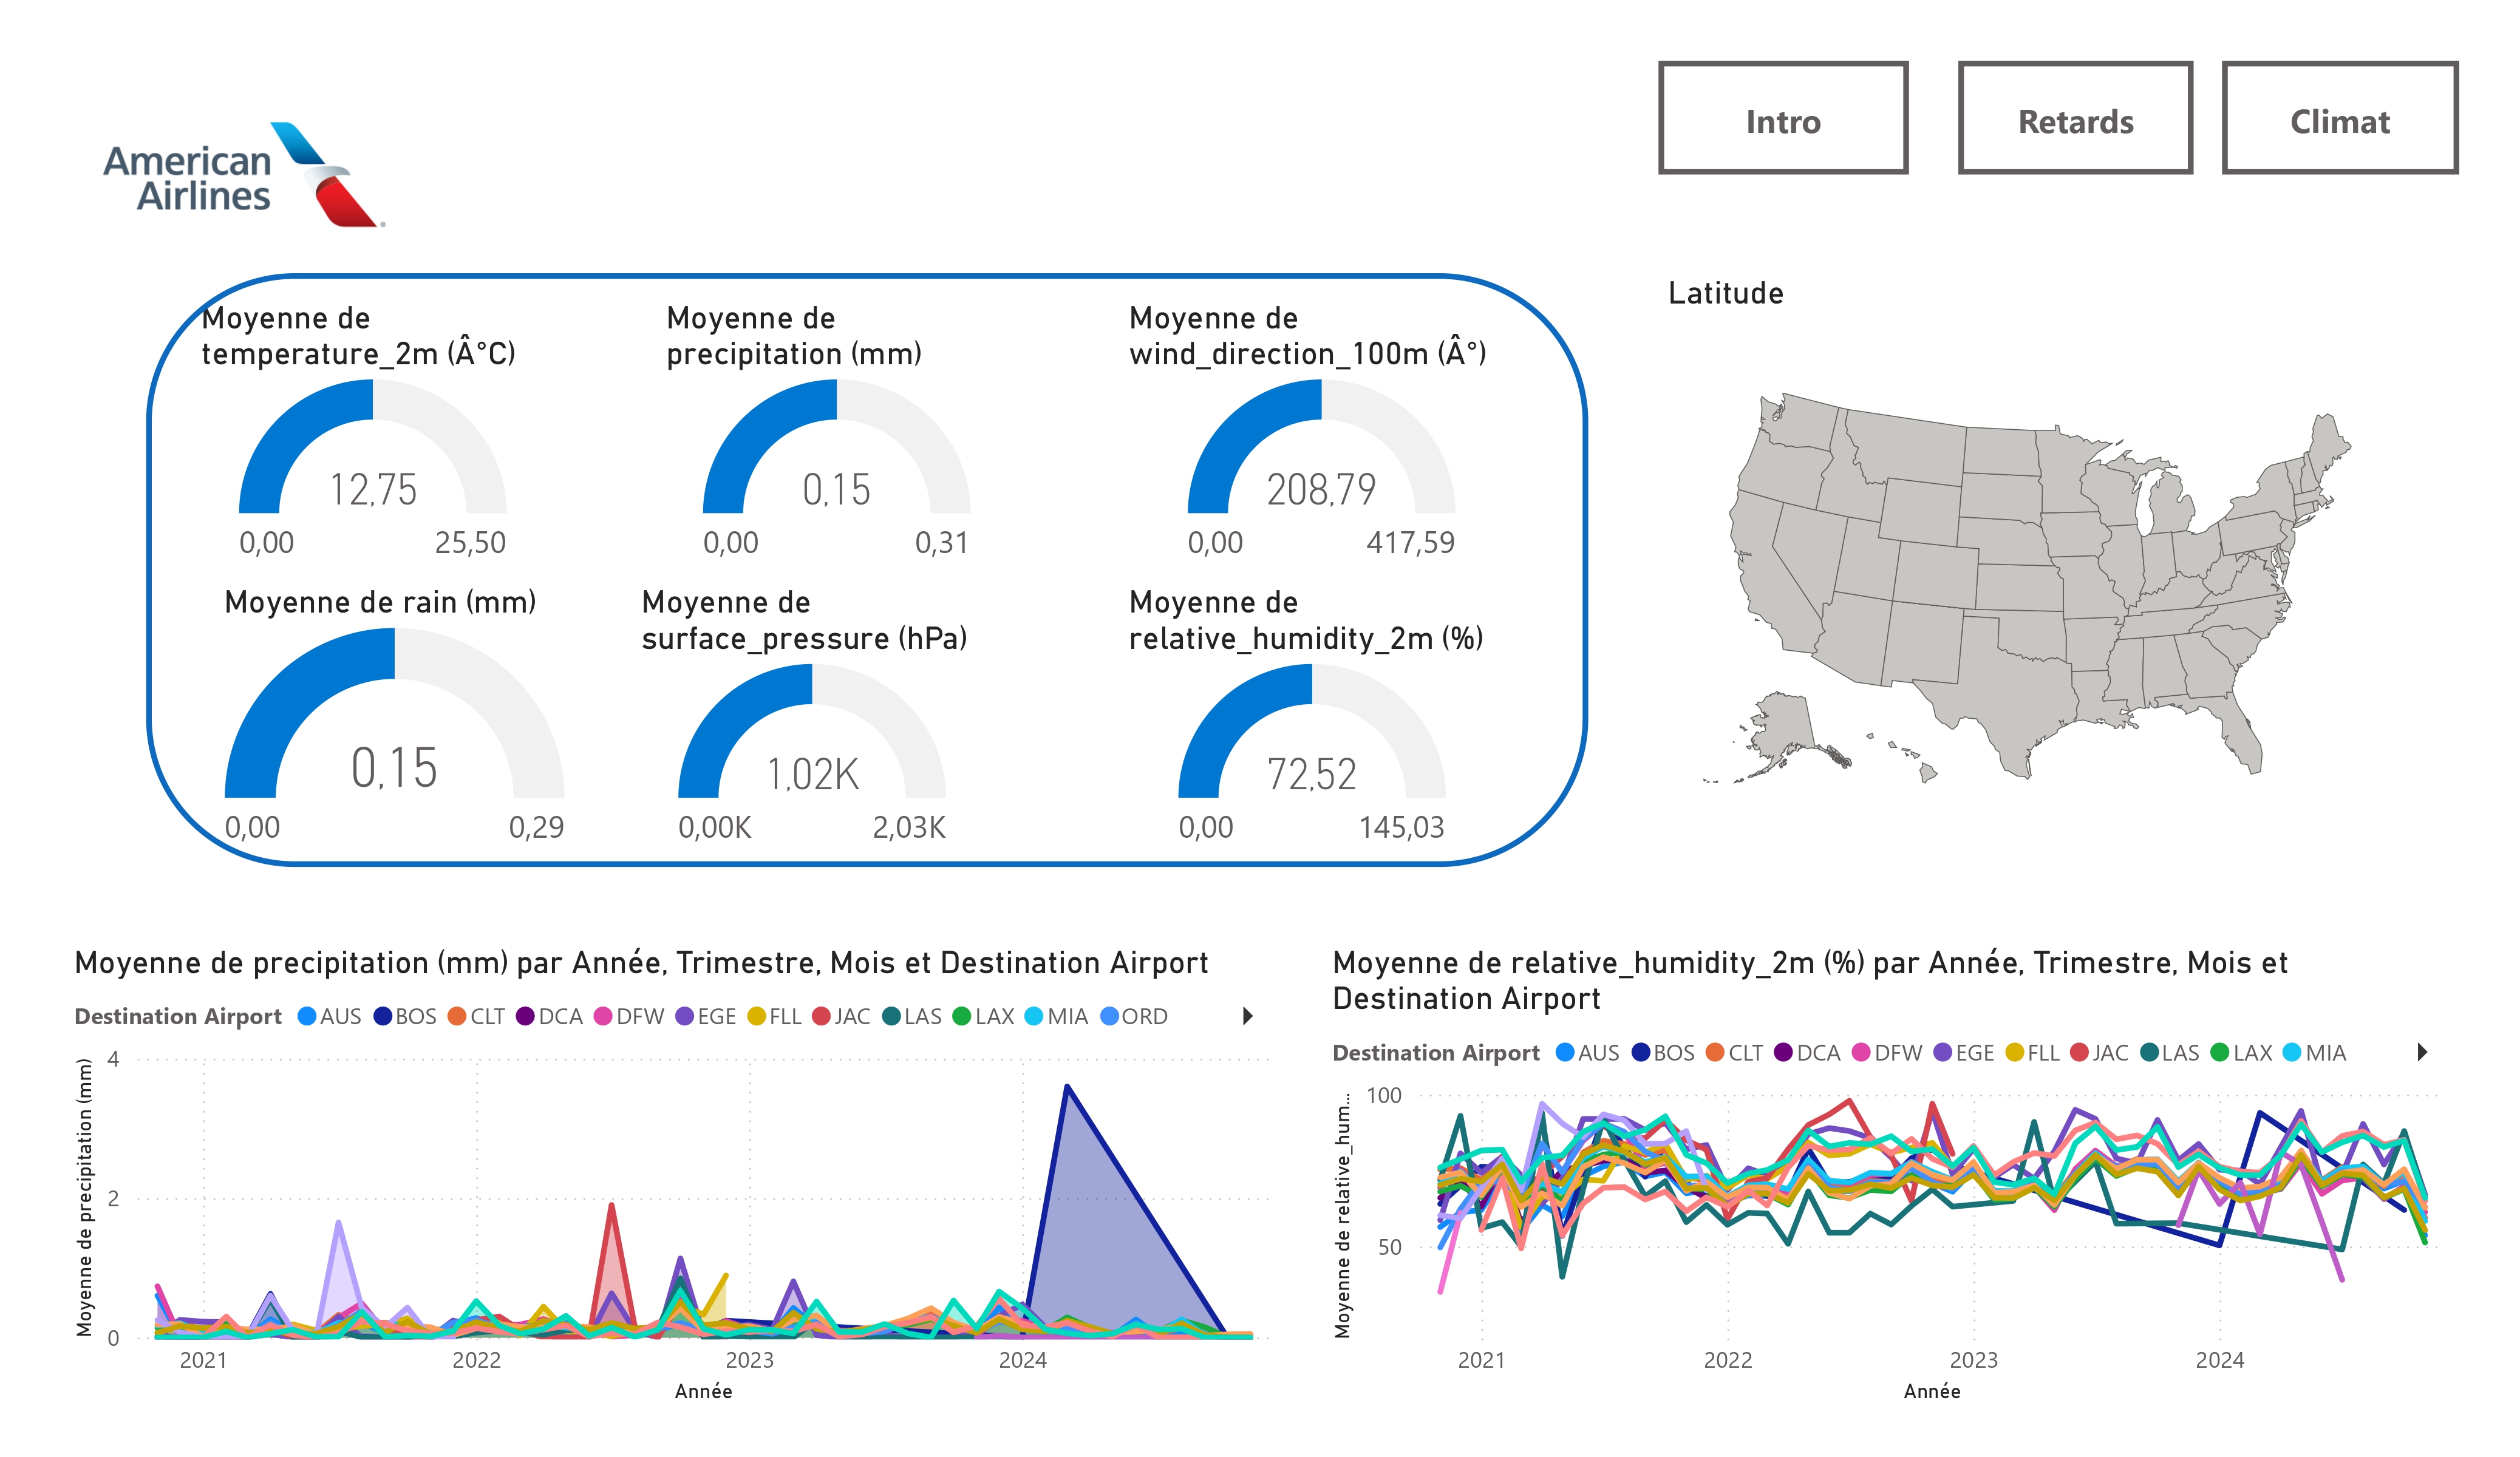 American
Airlines
Intro
Retards
Climat
Moyenne de
temperature_2m (Â°C)
12,75
0,00
25,50
Moyenne de
precipitation (mm)
0,15
0,00
0,31
Moyenne de
wind_direction_100m (Â°)
208,79
0,00
417,59
Latitude
Moyenne de rain (mm)
0,15
0,00
0,29
Moyenne de
surface_pressure (hPa)
1,02K
0,00K
2,03K
Moyenne de
relative_humidity_2m (%)
72,52
0,00
145,03
Moyenne de precipitation (mm) par Année, Trimestre, Mois et Destination Airport
Destination Airport AUS BOS CLT DCA DFW EGE FLL JAC LAS LAX MIA ORD
Moyenne de precipitation (mm)
4
2
0
2021 2022 2023 2024
Année
Moyenne de relative_humidity_2m (%) par Année, Trimestre, Mois et
Destination Airport
Destination Airport AUS BOS CLT DCA DFW EGE FLL JAC LAS LAX MIA
Moyenne de relative_hum...
100
50
2021 2022 2023 2024
Année